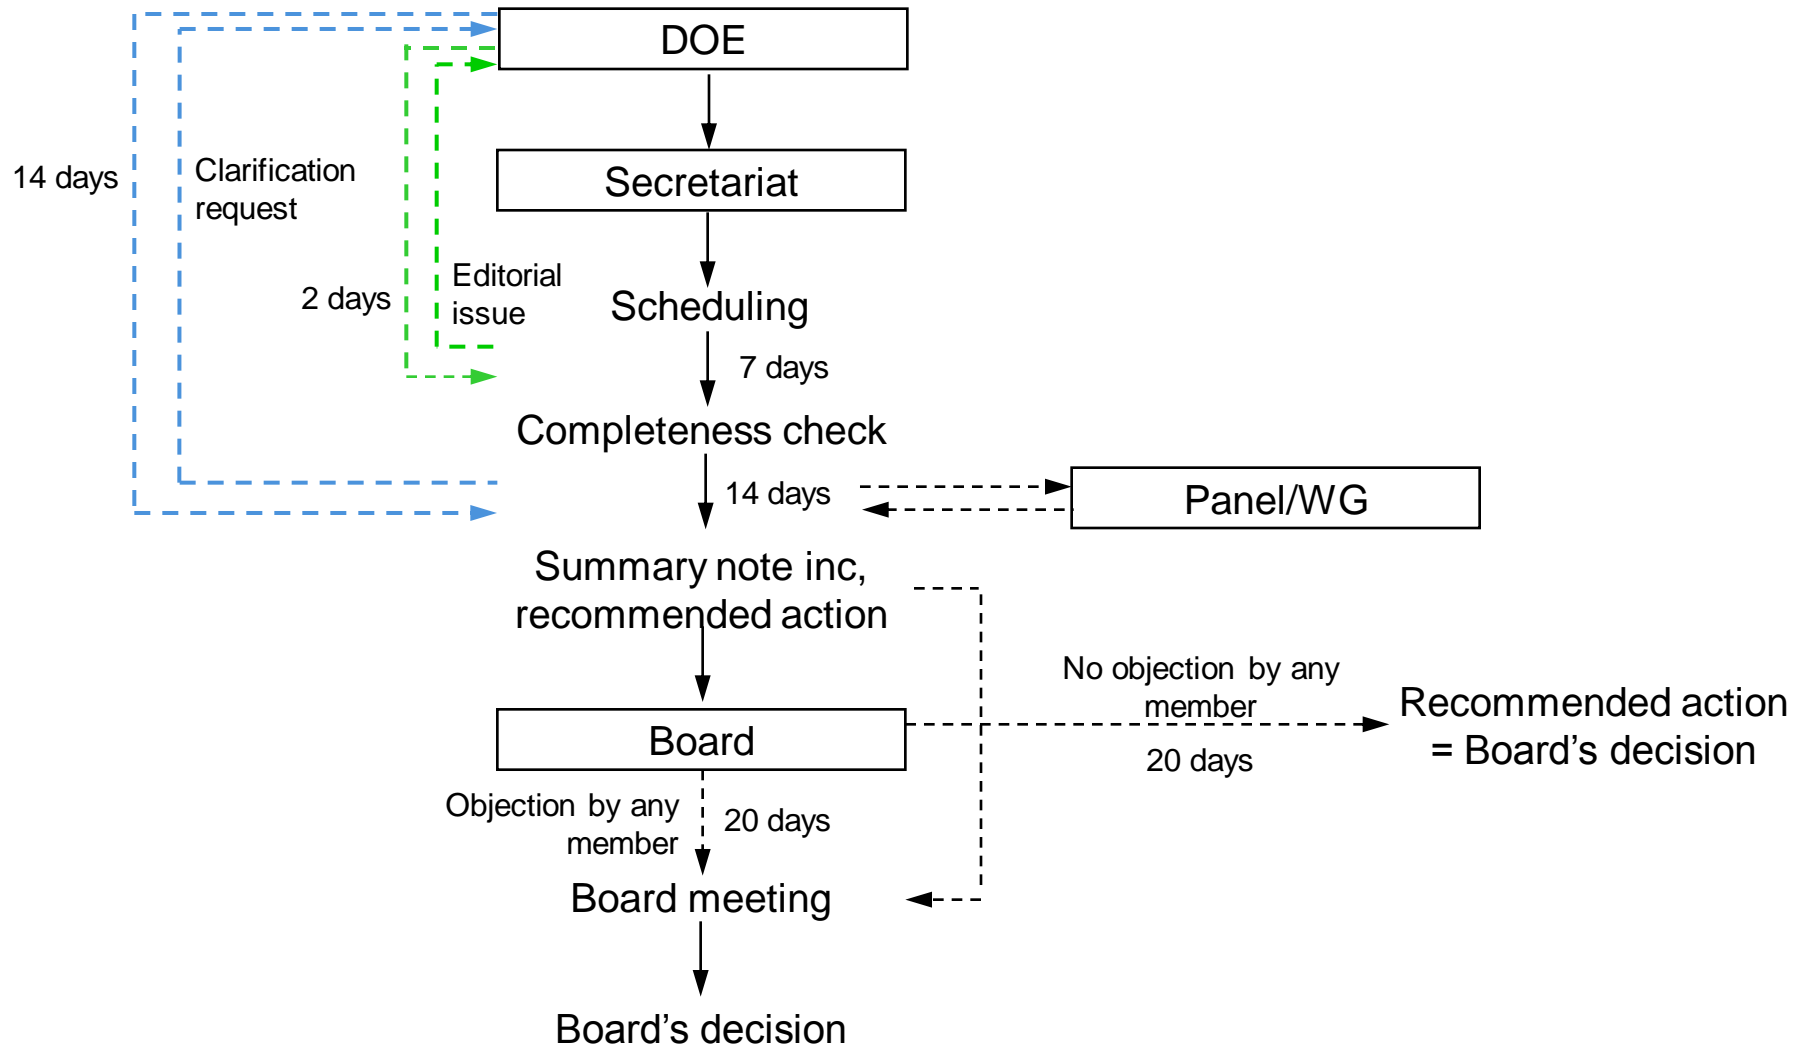 DOE
14 days
Clarification
request
Secretariat
2 days
Editorial
issue
Scheduling
7 days
Completeness check
14 days
Panel/WG
Summary note inc,
recommended action
No objection by any
member
20 days
Recommended action
= Board’s decision
Board
Objection by any
member
20 days
Board meeting
Board’s decision